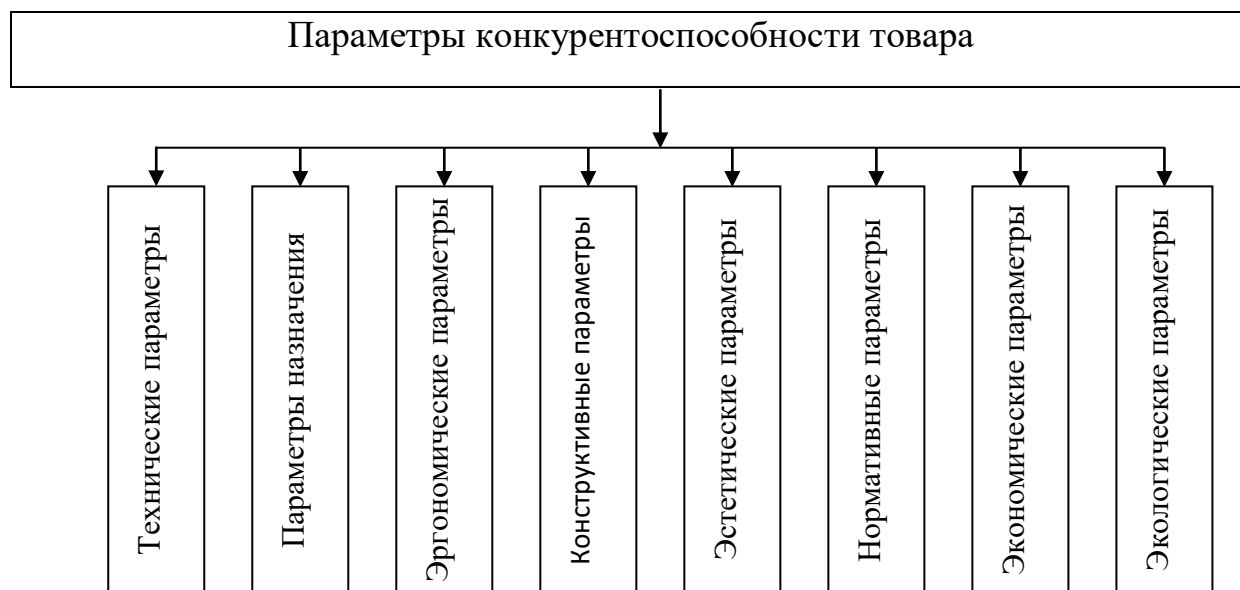 Параметры конкурентоспособности товара
Технические параметры
Параметры назначения
Эргономические параметры
Конструктивные параметры
Эстетические параметры
Нормативные параметры
Экономические параметры
Экологические параметры